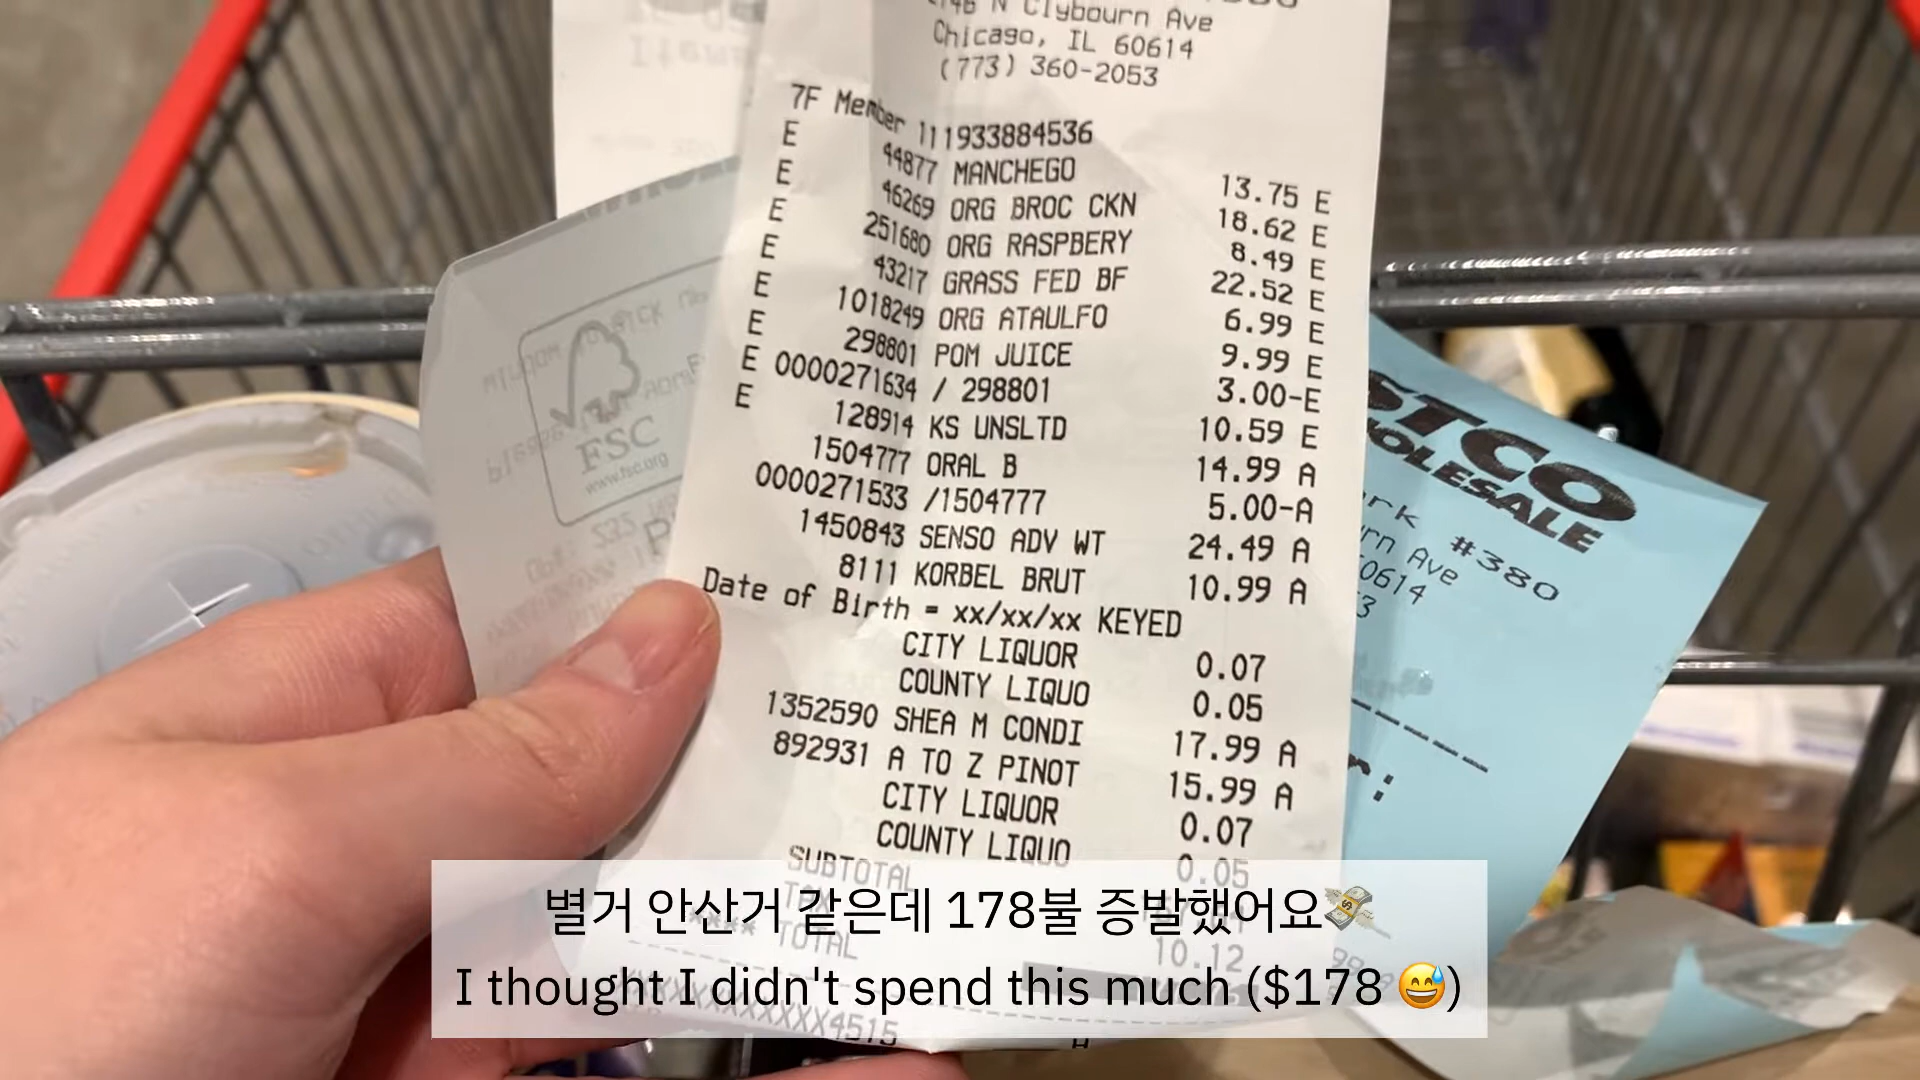 N Clybourn Ave
Chicago, IL 60614
(773) 360-2053
7F Member 111933884536
E 44877 MANCHEGO 13.75 E
E 46269 ORG BROC CKN 18.62 E
E 251680 ORG RASPBERY 8.49 E
E 43217 GRASS FED BF 22.52 E
E 1018249 ORG ATAULFO 6.99 E
E 298801 POM JUICE 9.99 E
E 0000271634 / 298801 3.00-E
E 128914 KS UNSLTD 10.59 E
1504777 ORAL B 14.99 A
0000271533 /1504777 5.00-A
1450843 SENSO ADV WT 24.49 A
8111 KORBEL BRUT 10.99 A
Date of Birth = xx/xx/xx KEYED
CITY LIQUOR 0.07
COUNTY LIQUO 0.05
1352590 SHEA M CONDI 17.99 A
892931 A TO Z PINOT 15.99 A
CITY LIQUOR 0.07
COUNTY LIQUO 0.05
SUBTOTAL
TAX 10.12
**** TOTAL
XXXXXXXXXXXX4515
FSC
www.fsc.org
STCO
OLESALE
#380
Ave
0614
별거 안산거 같은데 178불 증발했어요💸
I thought I didn't spend this much ($178 😅)